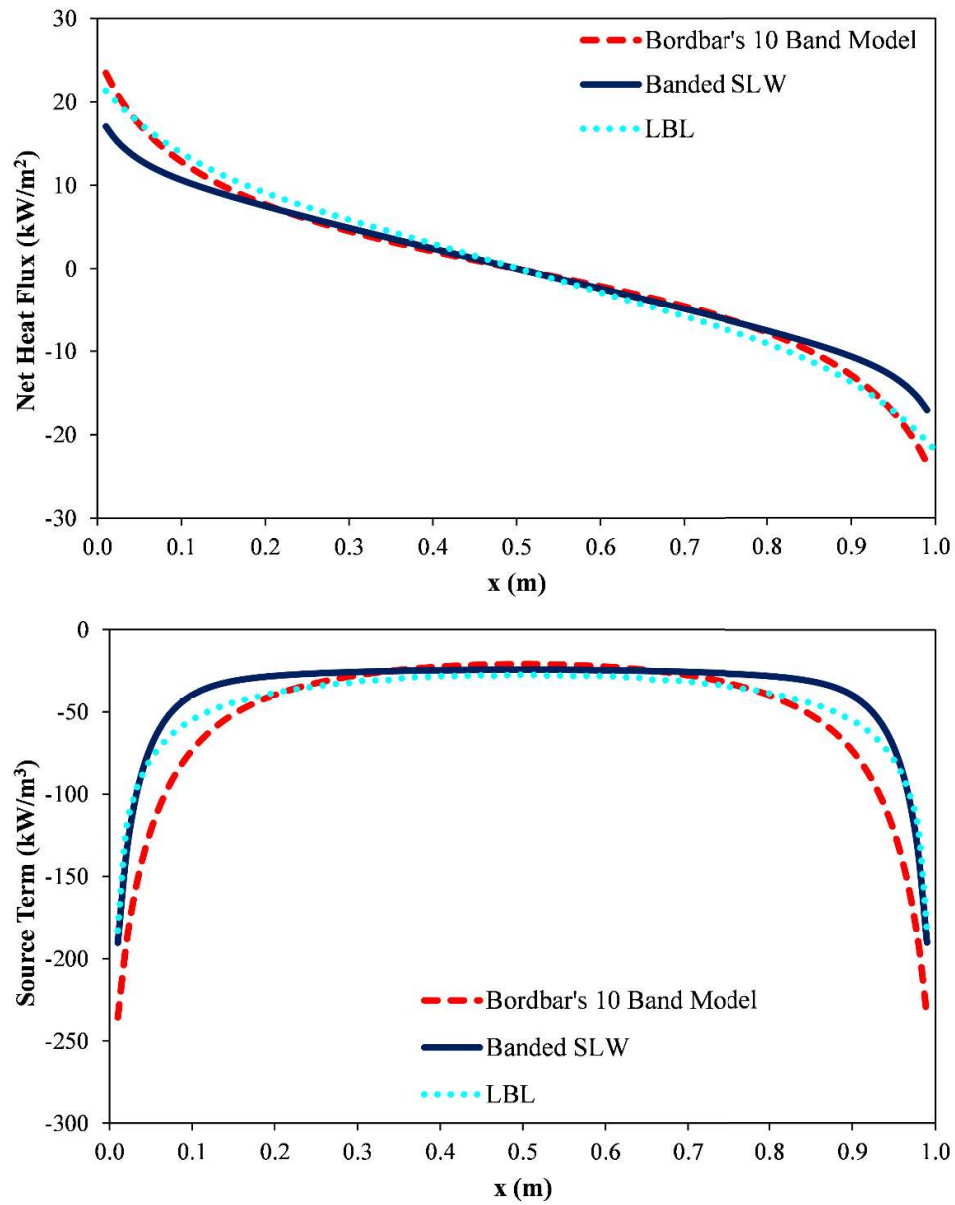 30
20
10
0
-10
-20
-30
Net Heat Flux (kW/m²)
Bordbar's 10 Band Model
Banded SLW
LBL
0.0 0.1 0.2 0.3 0.4 0.5 0.6 0.7 0.8 0.9 1.0
x (m)
0
-50
-100
-150
-200
-250
-300
Source Term (kW/m³)
Bordbar's 10 Band Model
Banded SLW
LBL
0.0 0.1 0.2 0.3 0.4 0.5 0.6 0.7 0.8 0.9 1.0
x (m)